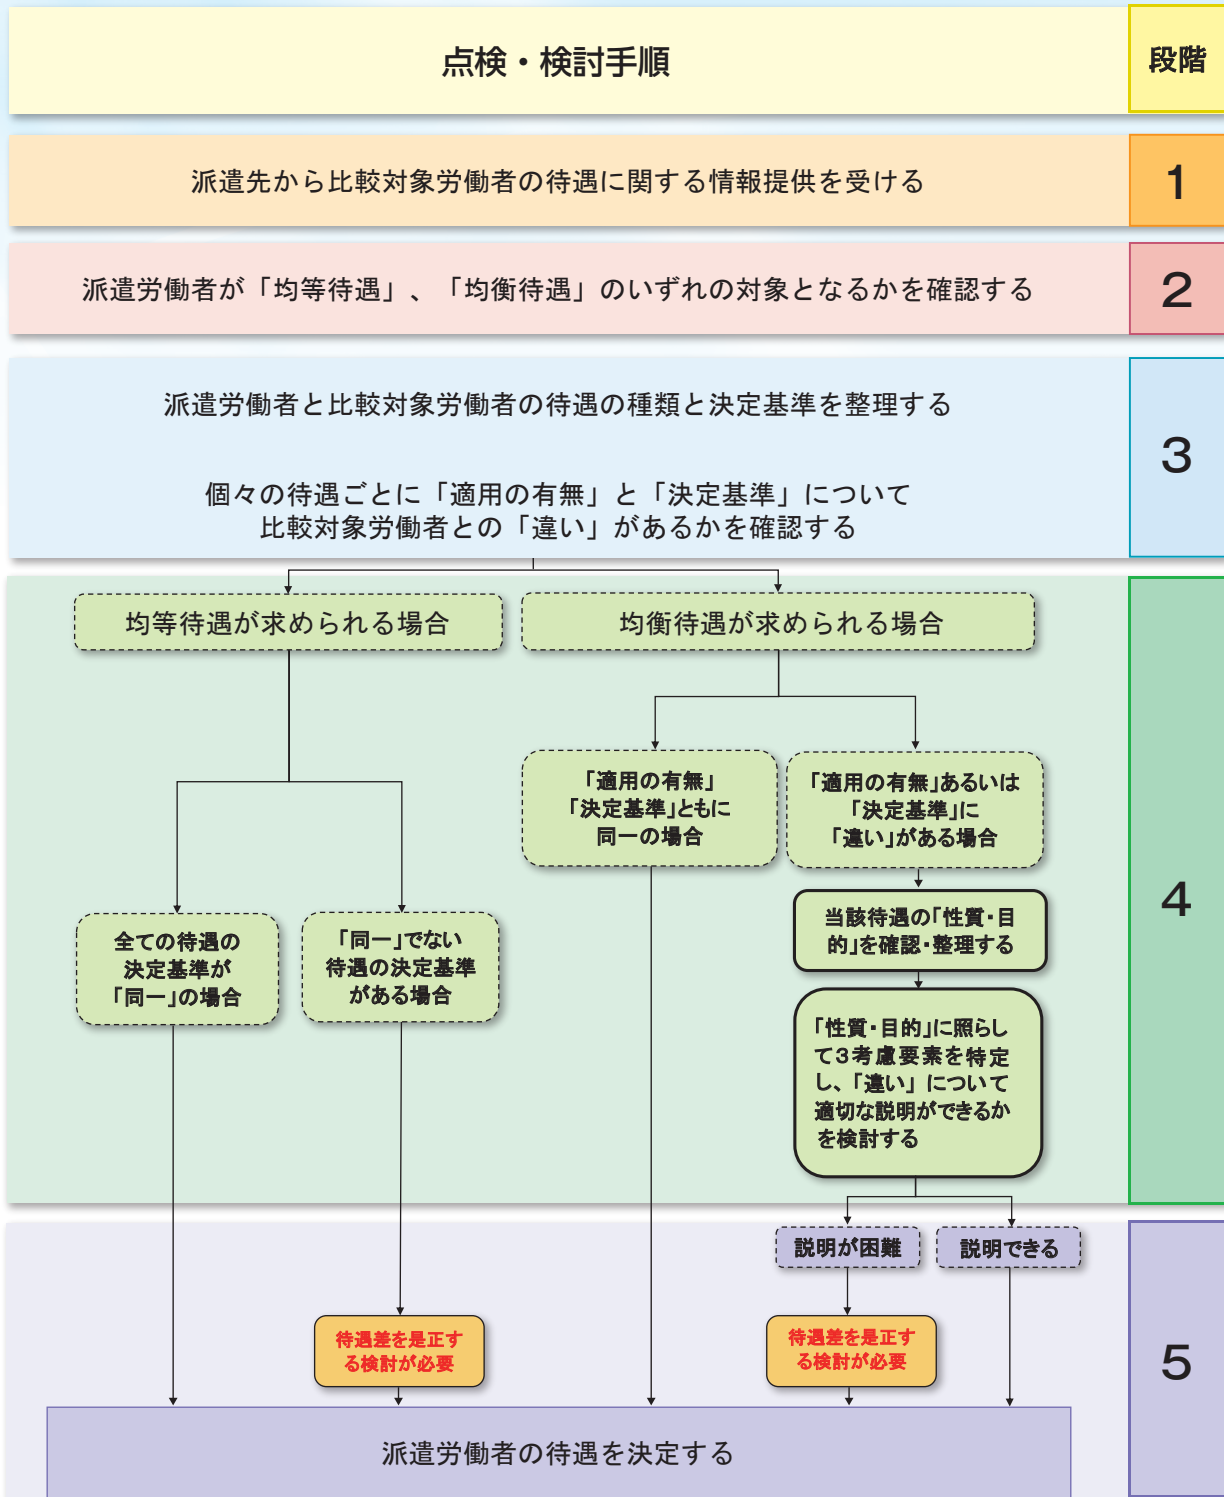 点検・検討手順
段階
派遣先から比較対象労働者の待遇に関する情報提供を受ける
1
派遣労働者が「均等待遇」、「均衡待遇」のいずれの対象となるかを確認する
2
派遣労働者と比較対象労働者の待遇の種類と決定基準を整理する
個々の待遇ごとに「適用の有無」と「決定基準」について
比較対象労働者との「違い」があるかを確認する
3
均等待遇が求められる場合
均衡待遇が求められる場合
「適用の有無」
「決定基準」ともに
同一の場合
「適用の有無」あるいは
「決定基準」に
「違い」がある場合
全ての待遇の
決定基準が
「同一」の場合
「同一」でない
待遇の決定基準
がある場合
当該待遇の「性質・目
的」を確認・整理する
「性質・目的」に照らし
て3考慮要素を特定
し、「違い」について
適切な説明ができるか
を検討する
4
説明が困難
説明できる
待遇差を是正す
る検討が必要
待遇差を是正す
る検討が必要
派遣労働者の待遇を決定する
5